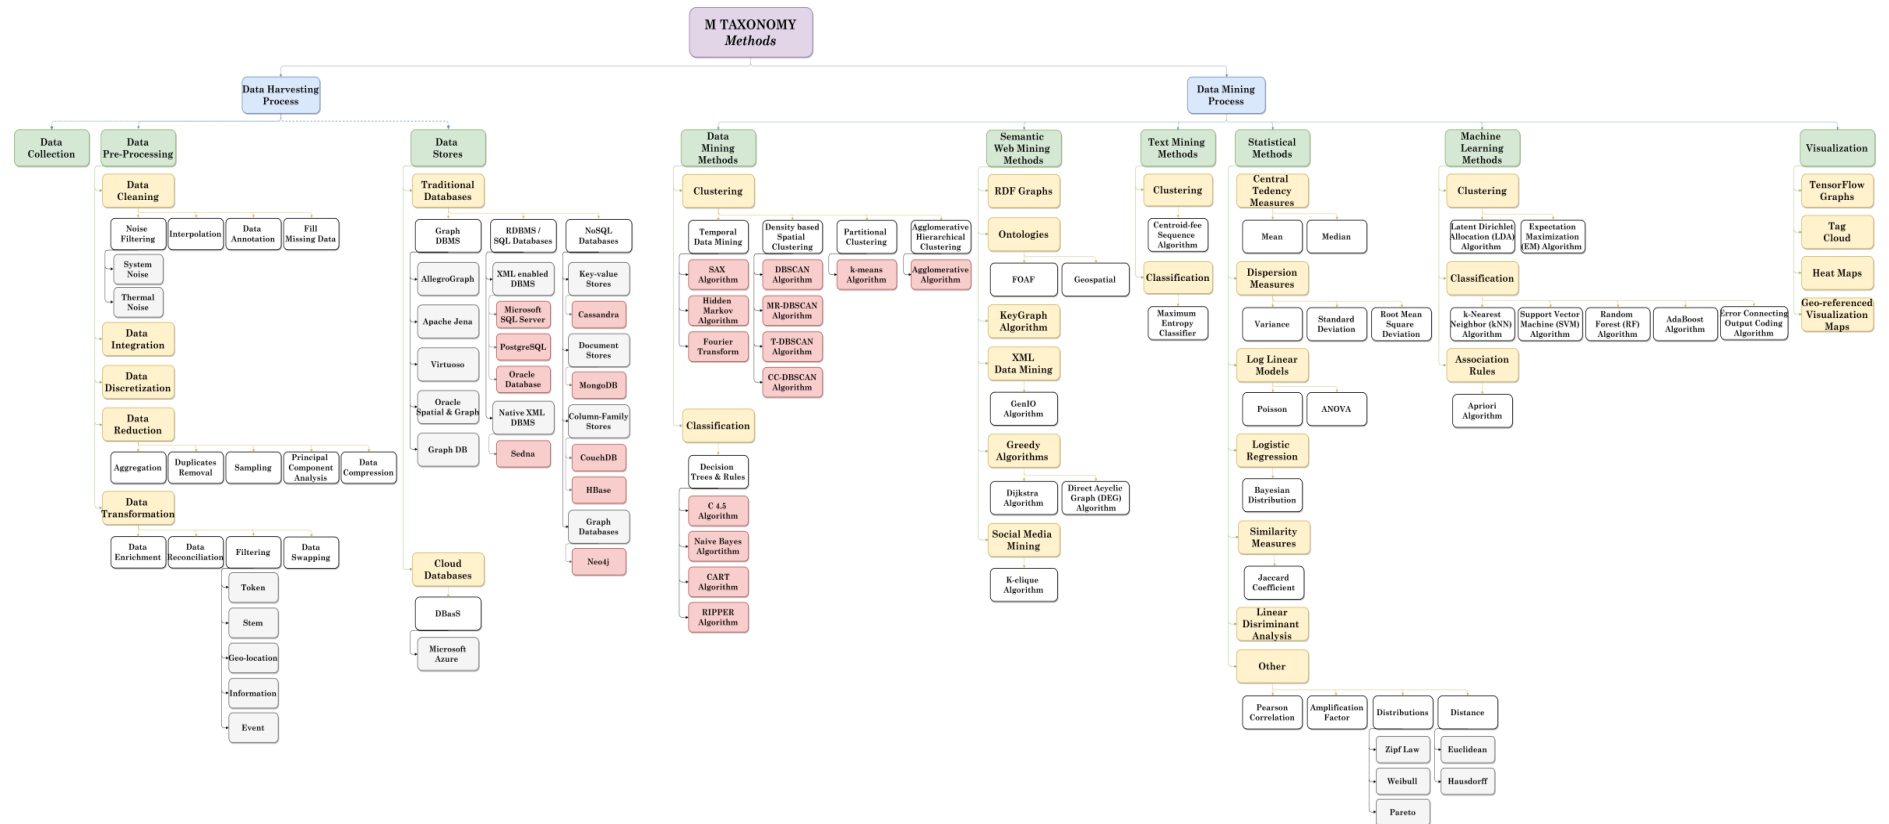 M TAXONOMY
Methods
Data Harvesting
Process
Data Mining
Process
Data
Collection
Data
Pre-Processing
Data
Stores
Data
Mining
Methods
Semantic
Web Mining
Methods
Text Mining
Methods
Statistical
Methods
Machine
Learning
Methods
Visualization
Data
Cleaning
Noise
Filtering
Interpolation
Data
Annotation
Fill
Missing Data
System
Noise
Thermal
Noise
Data
Integration
Data
Discretization
Data
Reduction
Aggregation
Duplicates
Removal
Sampling
Principal
Component
Analysis
Data
Compression
Data
Transformation
Data
Enrichment
Data
Reconciliation
Filtering
Data
Swapping
Token
Stem
Geo-location
Information
Event
Traditional
Databases
Graph
DBMS
RDBMS /
SQL Databases
NoSQL
Databases
AllegroGraph
Apache Jena
Virtuoso
Oracle
Spatial & Graph
Graph DB
XML enabled
DBMS
Microsoft
SQL Server
PostgreSQL
Oracle
Database
Native XML
DBMS
Sedna
Key-value
Stores
Cassandra
Document
Stores
MongoDB
Column-Family
Stores
CouchDB
HBase
Graph
Databases
Neo4j
Cloud
Databases
DBasS
Microsoft
Azure
Clustering
Temporal
Data Mining
Density based
Spatial
Clustering
Partitional
Clustering
Agglomerative
Hierarchical
Clustering
SAX
Algorithm
Hidden
Markov
Algorithm
Fourier
Transform
DBSCAN
Algorithm
MR-DBSCAN
Algorithm
T-DBSCAN
Algorithm
CC-DBSCAN
Algorithm
k-means
Algorithm
Agglomerative
Algorithm
Classification
Decision
Trees & Rules
C 4.5
Algorithm
Naive Bayes
Algortithm
CART
Algorithm
RIPPER
Algorithm
RDF Graphs
Ontologies
FOAF
Geospatial
KeyGraph
Algorithm
XML
Data Mining
GenIO
Algorithm
Greedy
Algorithms
Dijkstra
Algorithm
Direct Acyclic
Graph (DEG)
Algorithm
Social Media
Mining
K-clique
Algorithm
Clustering
Centroid-fee
Sequence
Algorithm
Classification
Maximum
Entropy
Classifier
Central
Tedency
Measures
Mean
Median
Dispersion
Measures
Variance
Standard
Deviation
Root Mean
Square
Deviation
Log Linear
Models
Poisson
ANOVA
Logistic
Regression
Bayesian
Distribution
Similarity
Measures
Jaccard
Coefficient
Linear
Disriminant
Analysis
Other
Pearson
Correlation
Amplification
Factor
Distributions
Distance
Zipf Law
Weibull
Pareto
Euclidean
Hausdorff
Clustering
Latent Dirichlet
Allocation (LDA)
Algorithm
Expectation
Maximization
(EM) Algorithm
Classification
k-Nearest
Neighbor (kNN)
Algorithm
Support Vector
Machine (SVM)
Algorithm
Random
Forest (RF)
Algorithm
AdaBoost
Algorithm
Error Connecting
Output Coding
Algorithm
Association
Rules
Apriori
Algorithm
TensorFlow
Graphs
Tag
Cloud
Heat Maps
Geo-referenced
Visualization
Maps